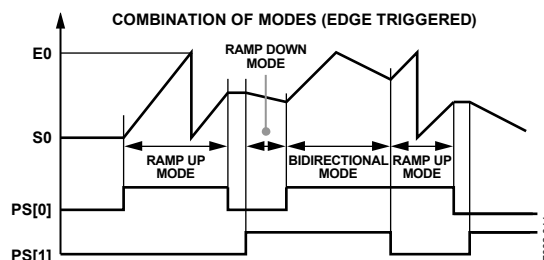 COMBINATION OF MODES (EDGE TRIGGERED)
E0
RAMP DOWN
MODE
S0
RAMP UP
MODE
BIDIRECTIONAL
MODE
RAMP UP
MODE
PS[0]
PS[1]